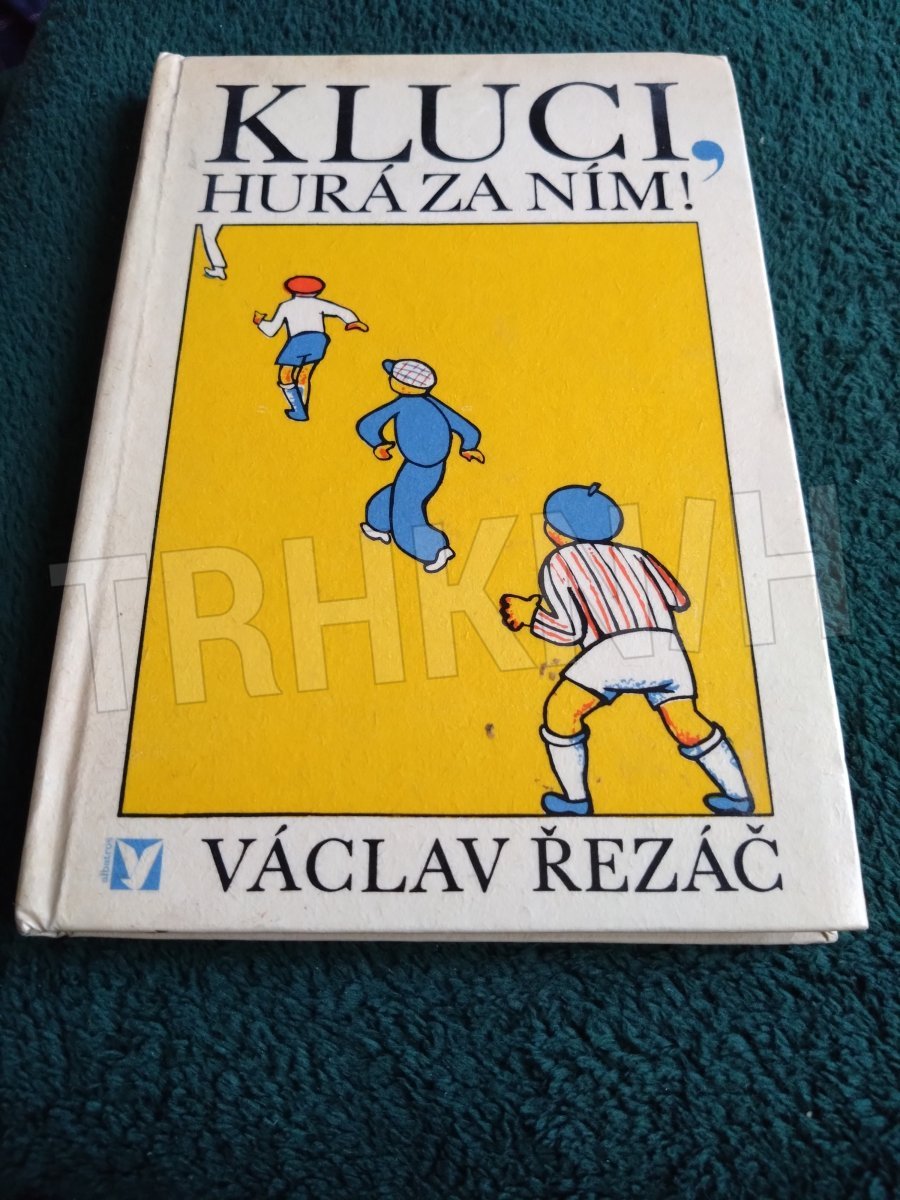 KLUCI,
HURÁ ZA NÍM!
TRHKNIH
albatros
VÁCLAV ŘEZÁČ